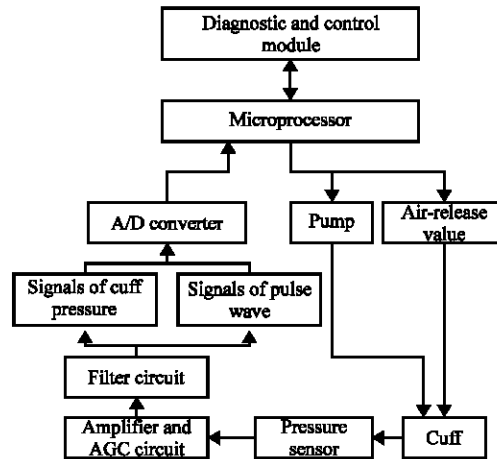 Diagnostic and control
module
Microprocessor
A/D converter
Pump
Air-release
value
Signals of cuff
pressure
Signals of pulse
wave
Filter circuit
Amplifier and
AGC circuit
Pressure
sensor
Cuff